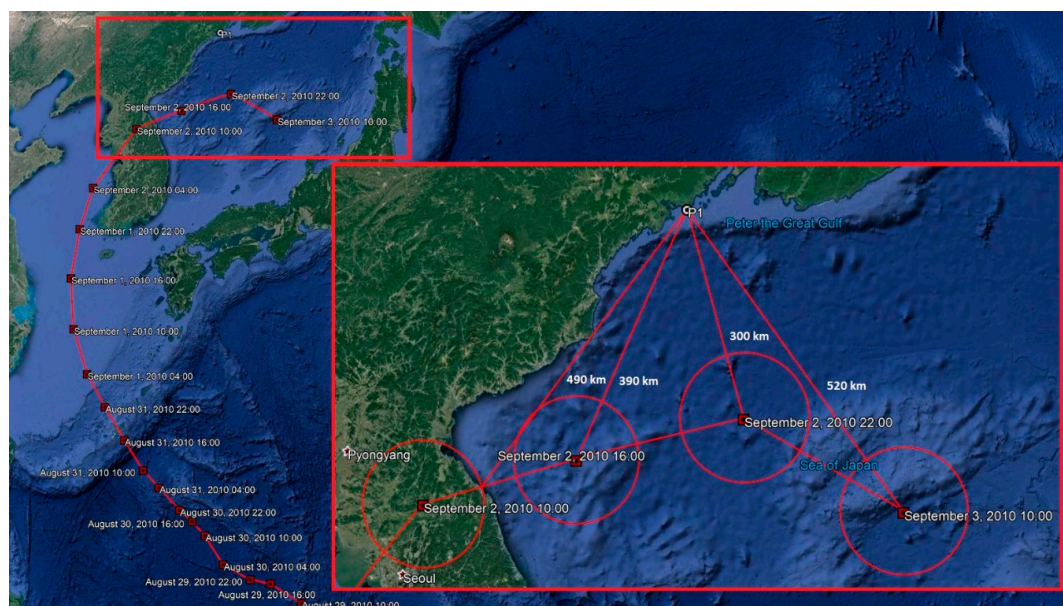 P1
September 2, 2010 16:00
September 2, 2010 22:00
September 2, 2010 10:00
September 3, 2010 10:00
September 2, 2010 04:00
September 1, 2010 22:00
September 1, 2010 16:00
September 1, 2010 10:00
September 1, 2010 04:00
August 31, 2010 22:00
August 31, 2010 16:00
August 31, 2010 10:00
August 31, 2010 04:00
August 30, 2010 22:00
August 30, 2010 16:00
August 30, 2010 10:00
August 30, 2010 04:00
August 29, 2010 22:00
August 29, 2010 16:00
August 29, 2010 10:00
P1
Peter the Great Gulf
300 km
490 km
390 km
520 km
September 2, 2010 22:00
Pyongyang
September 2, 2010 16:00
Sea of Japan
September 2, 2010 10:00
September 3, 2010 10:00
Seoul